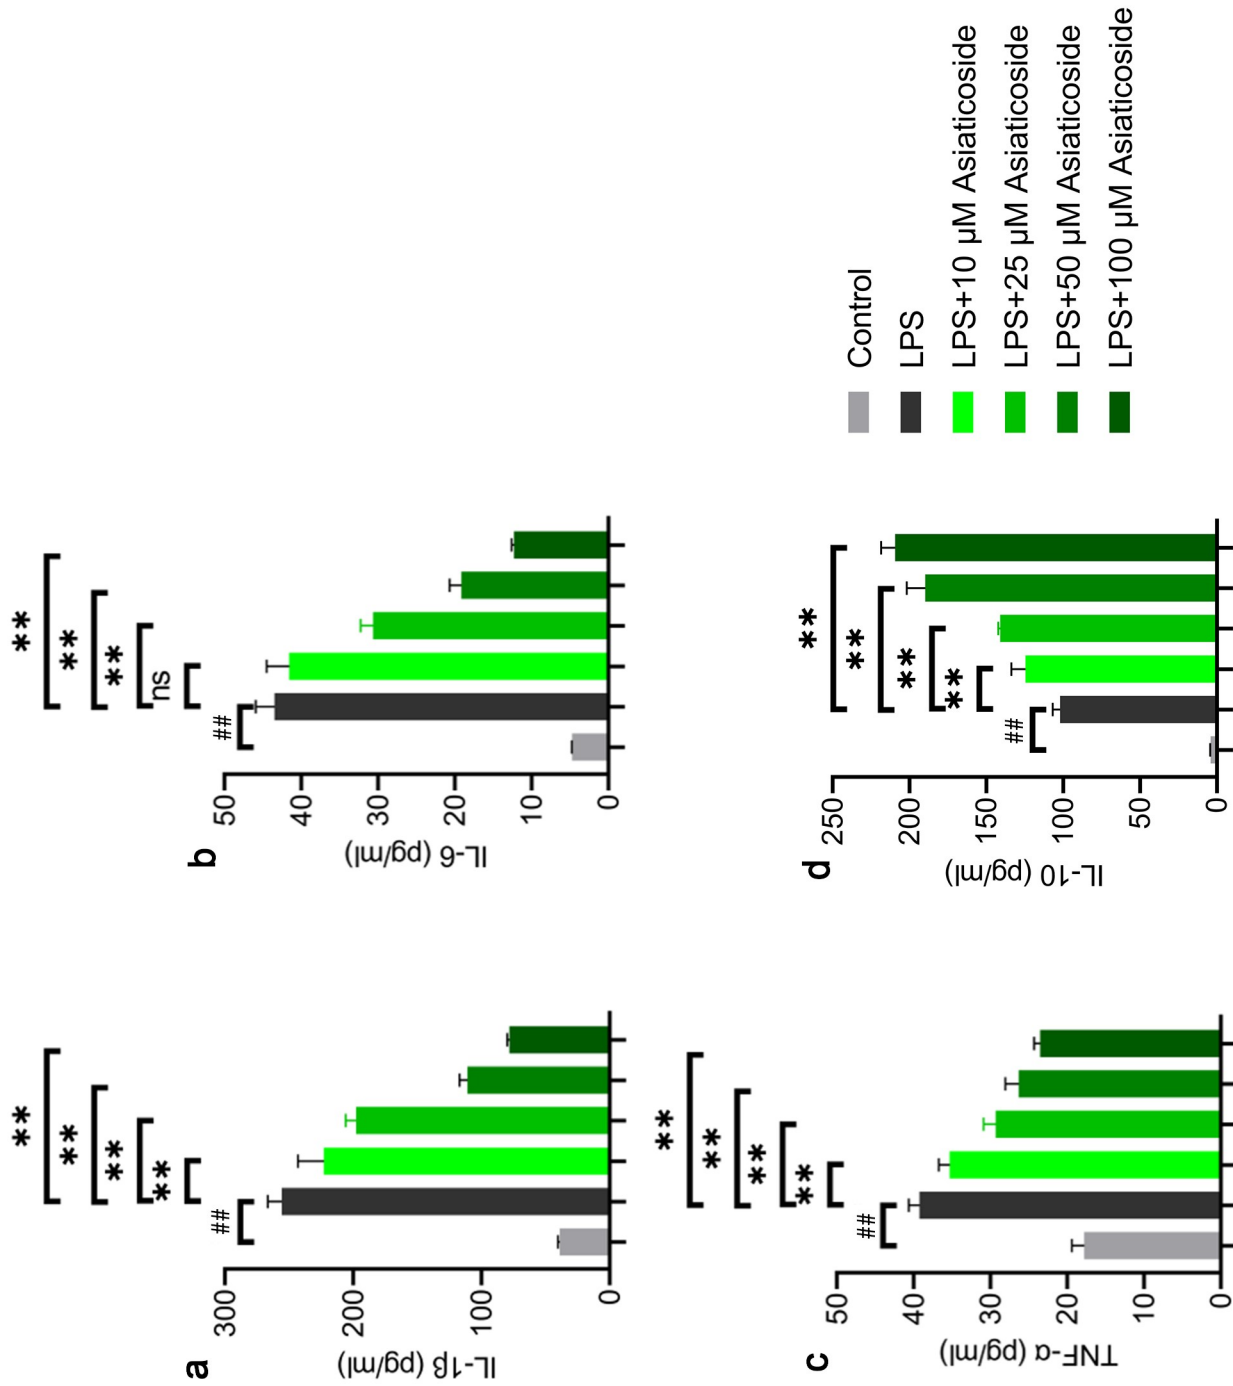 a
IL-1β (pg/ml)
300
200
100
0
##
**
**
**
**
b
IL-6 (pg/ml)
50
40
30
20
10
0
##
ns
**
**
**
c
TNF-α (pg/ml)
50
40
30
20
10
0
##
**
**
**
**
d
IL-10 (pg/ml)
250
200
150
100
50
0
##
**
**
**
**
Control
LPS
LPS+10 μM Asiaticoside
LPS+25 μM Asiaticoside
LPS+50 μM Asiaticoside
LPS+100 μM Asiaticoside